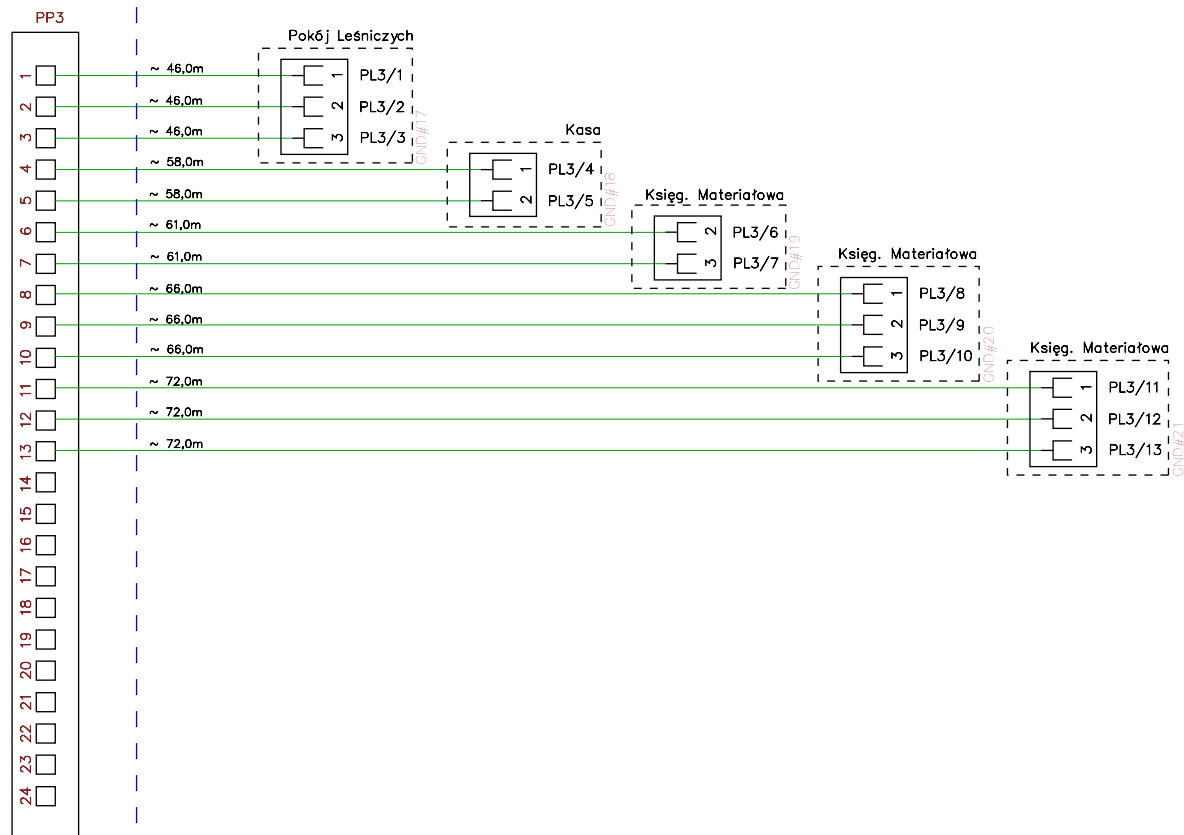 PP3
Pokój Leśniczych
1 ~ 46,0m 1 PL3/1
2 ~ 46,0m 2 PL3/2
3 ~ 46,0m 3 PL3/3
GND#17
Kasa
4 ~ 58,0m 1 PL3/4
5 ~ 58,0m 2 PL3/5
GND#18
Księg. Materiałowa
6 ~ 61,0m 2 PL3/6
7 ~ 61,0m 3 PL3/7
GND#19
Księg. Materiałowa
8 ~ 66,0m 1 PL3/8
9 ~ 66,0m 2 PL3/9
10 ~ 66,0m 3 PL3/10
GND#20
Księg. Materiałowa
11 ~ 72,0m 1 PL3/11
12 ~ 72,0m 2 PL3/12
13 ~ 72,0m 3 PL3/13
GND#21
14
15
16
17
18
19
20
21
22
23
24